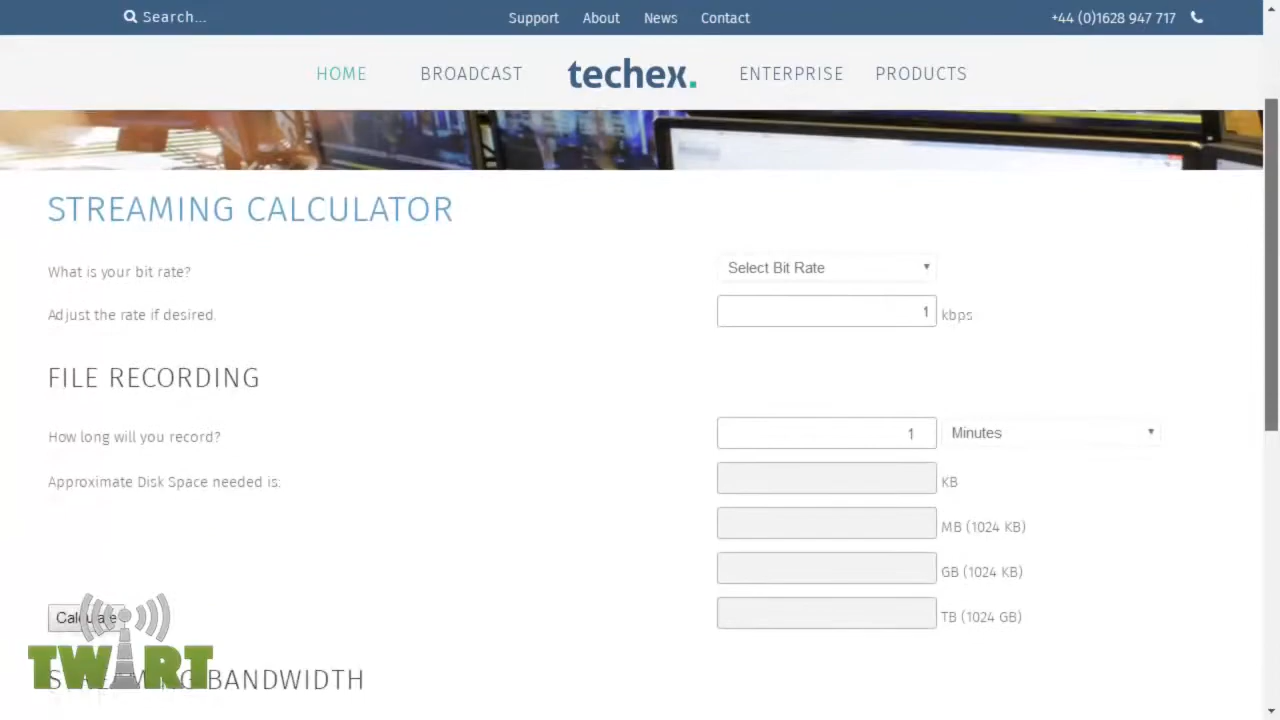 Search...
Support About News Contact
+44 (0)1628 947 717
HOME BROADCAST techex. ENTERPRISE PRODUCTS
STREAMING CALCULATOR
What is your bit rate? Select Bit Rate
Adjust the rate if desired. 1 kbps
FILE RECORDING
How long will you record? 1 Minutes
Approximate Disk Space needed is: KB
MB (1024 KB)
GB (1024 KB)
TB (1024 GB)
Calculate
TWIRT
STREAMING BANDWIDTH